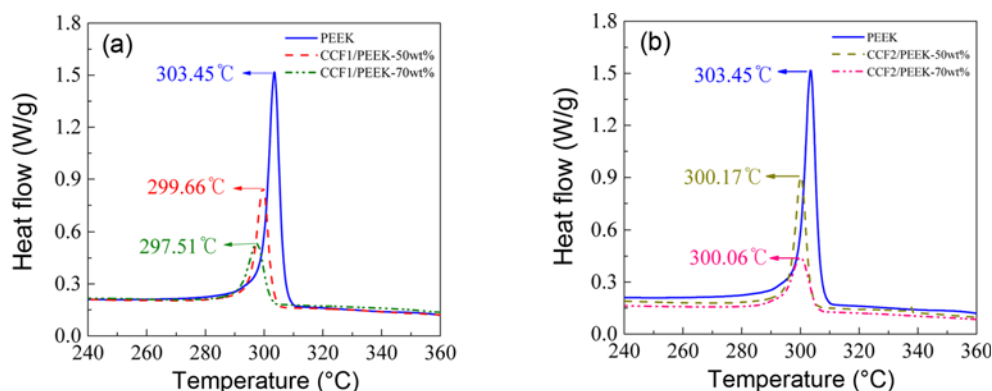 (a)
PEEK
CCF1/PEEK-50wt%
CCF1/PEEK-70wt%
303.45℃
299.66℃
297.51℃
Heat flow (W/g)
1.8
1.5
1.2
0.9
0.6
0.3
0.0
240 260 280 300 320 340 360
Temperature (°C)
(b)
PEEK
CCF2/PEEK-50wt%
CCF2/PEEK-70wt%
303.45℃
300.17℃
300.06℃
Heat flow (W/g)
1.8
1.5
1.2
0.9
0.6
0.3
0.0
240 260 280 300 320 340 360
Temperature (°C)